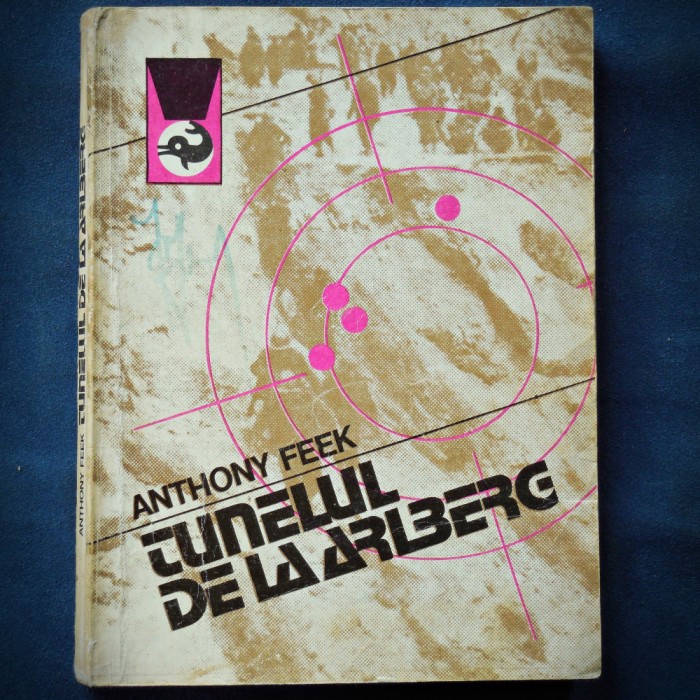 ANTHONY FEEK
TUNELUL
DE LA ARLBERG
ANTHONY FEEK TUNELUL DE LA ARLBERG